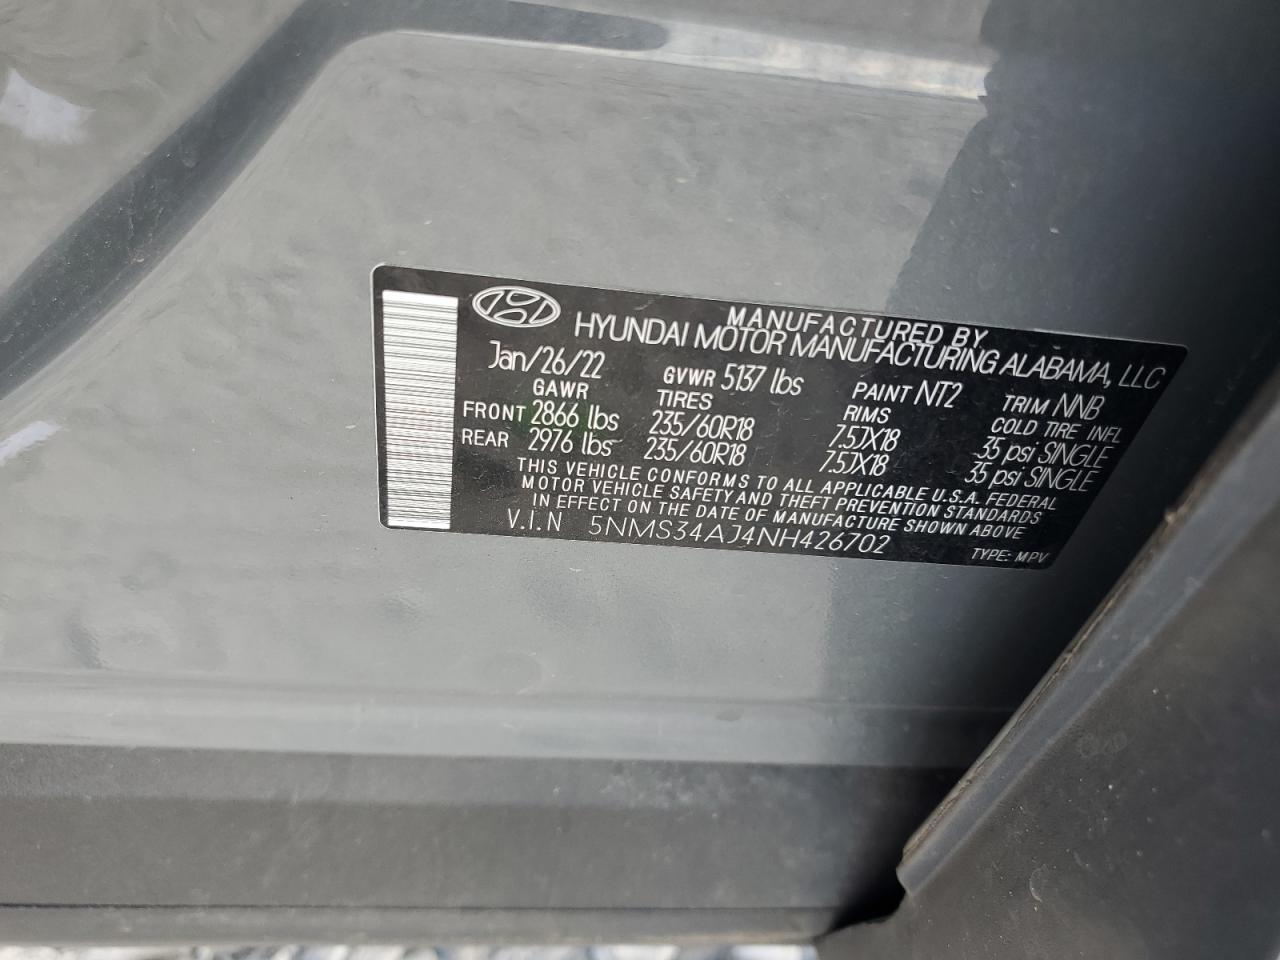 MANUFACTURED BY
HYUNDAI MOTOR MANUFACTURING ALABAMA, LLC
Jan/26/22 GVWR 5137 lbs PAINT NT2 TRIM NNB
GAWR TIRES RIMS COLD TIRE INFL
FRONT 2866 lbs 235/60R18 7.5JX18 35 psi SINGLE
REAR 2976 lbs 235/60R18 7.5JX18 35 psi SINGLE
THIS VEHICLE CONFORMS TO ALL APPLICABLE U.S.A. FEDERAL
MOTOR VEHICLE SAFETY AND THEFT PREVENTION STANDARDS
IN EFFECT ON THE DATE OF MANUFACTURE SHOWN ABOVE
V.I.N 5NMS34AJ4NH426702
TYPE: MPV